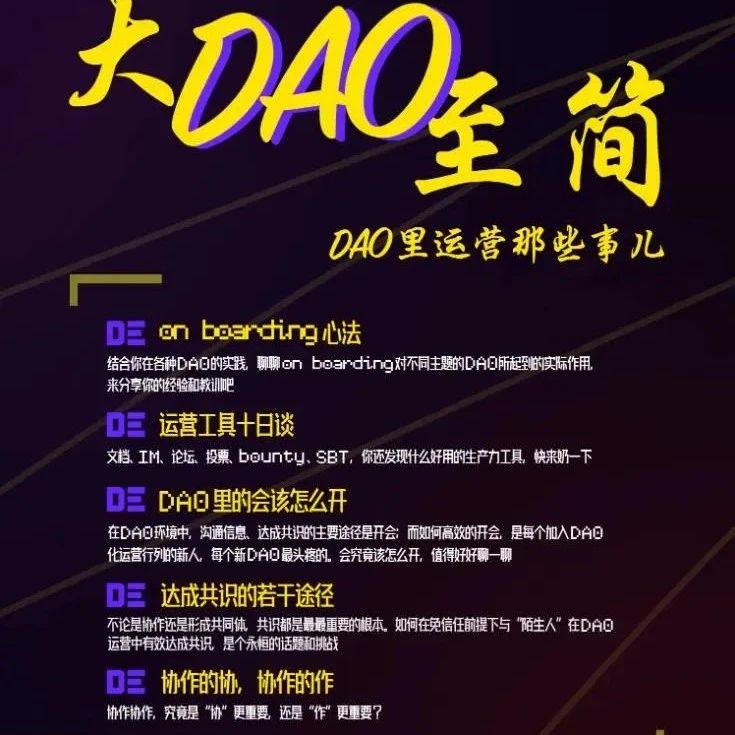 大DAO至简
DAO里运营那些事儿
DE on boarding 心法
结合你在各种DAO的实践，聊聊on boarding对不同主题的DAO所起到的实际作用，
来分享你的经验和教训吧
DE 运营工具十日谈
文档、IM、论坛、投票、bounty、SBT，你还发现什么好用的生产力工具，快来奶一下
DE DAO里的会该怎么开
在DAO环境中，沟通信息、达成共识的主要途径是开会；而如何高效的开会，是每个加入DAO
化运营行列的新人，每个新DAO最头疼的。会究竟该怎么开，值得好好聊一聊
DE 达成共识的若干途径
不论是协作还是形成共同体，共识都是最最重要的根本。如何在免信任前提下与“陌生人”在DAO
运营中有效达成共识，是个永恒的话题和挑战
DE 协作的协，协作的作
协作协作，究竟是“协”更重要，还是“作”更重要？